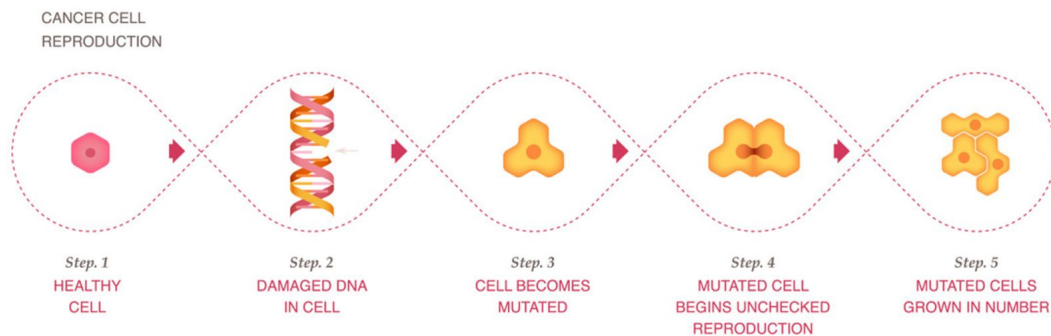 CANCER CELL
REPRODUCTION
Step. 1
HEALTHY
CELL
Step. 2
DAMAGED DNA
IN CELL
Step. 3
CELL BECOMES
MUTATED
Step. 4
MUTATED CELL
BEGINS UNCHECKED
REPRODUCTION
Step. 5
MUTATED CELLS
GROWN IN NUMBER